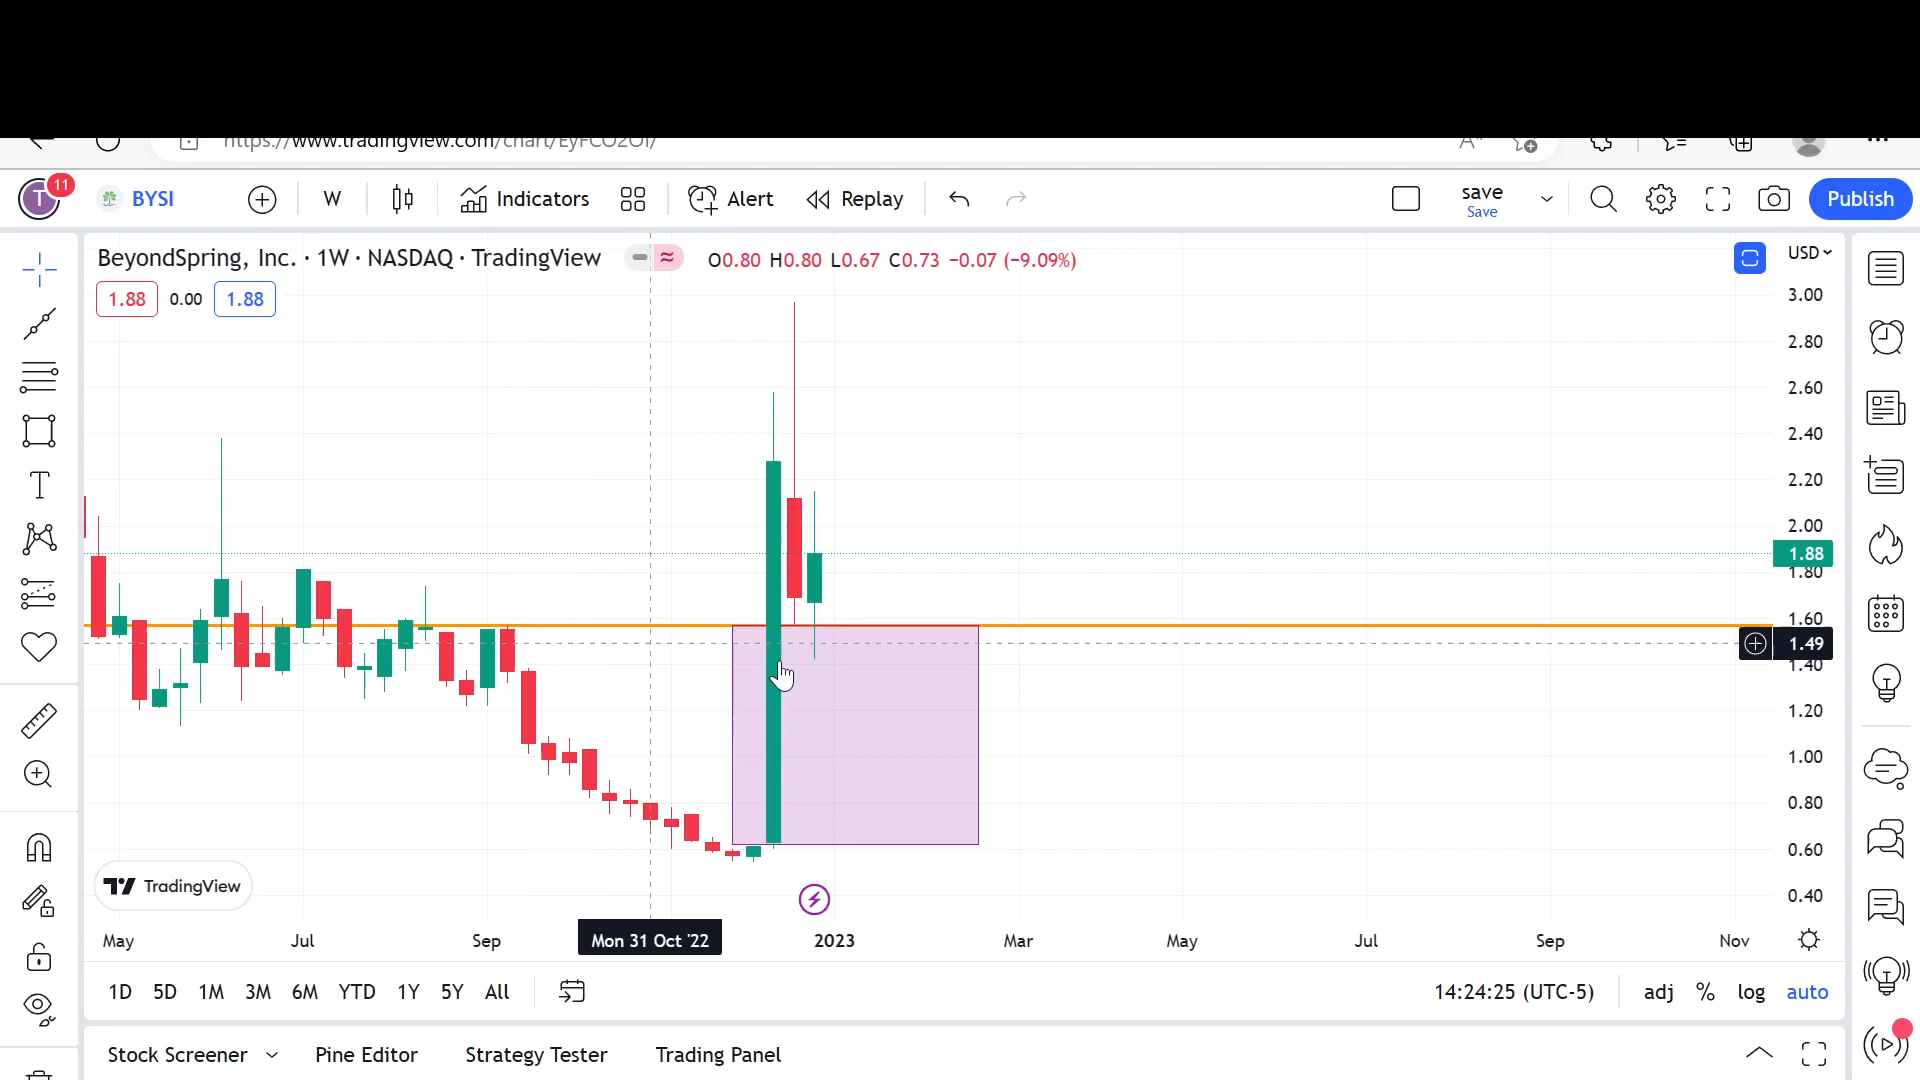 https://www.tradingview.com/chart/EyFCO2OI/
T 11 BYSI W Indicators Alert Replay save Save Publish
BeyondSpring, Inc. · 1W · NASDAQ · TradingView O0.80 H0.80 L0.67 C0.73 −0.07 (−9.09%) USD
1.88 0.00 1.88
3.00
2.80
2.60
2.40
2.20
2.00
1.88
1.80
1.60
1.49
1.40
1.20
1.00
0.80
0.60
0.40
TradingView
May Jul Sep Mon 31 Oct '22 2023 Mar May Jul Sep Nov
1D 5D 1M 3M 6M YTD 1Y 5Y All 14:24:25 (UTC-5) adj % log auto
Stock Screener Pine Editor Strategy Tester Trading Panel